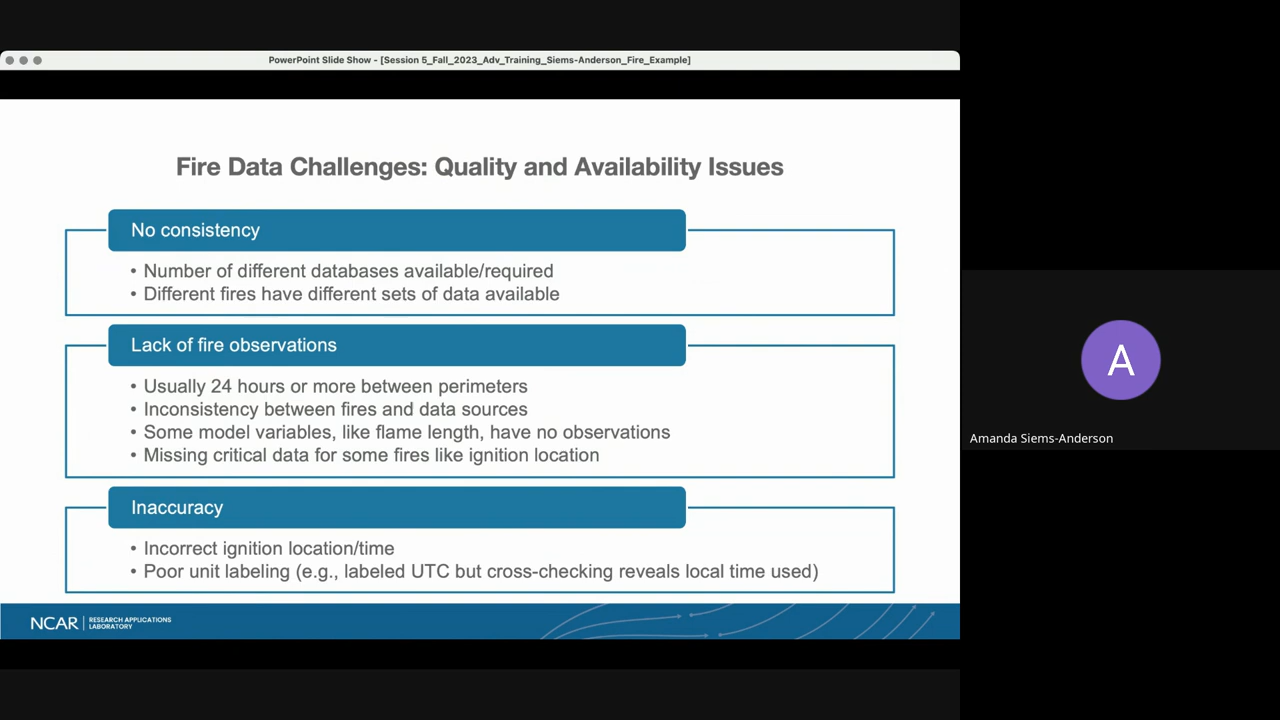 PowerPoint Slide Show - [Session 5_Fall_2023_Adv_Training_Siems-Anderson_Fire_Example]
Fire Data Challenges: Quality and Availability Issues
No consistency
• Number of different databases available/required
• Different fires have different sets of data available
Lack of fire observations
• Usually 24 hours or more between perimeters
• Inconsistency between fires and data sources
• Some model variables, like flame length, have no observations
• Missing critical data for some fires like ignition location
Inaccuracy
• Incorrect ignition location/time
• Poor unit labeling (e.g., labeled UTC but cross-checking reveals local time used)
NCAR
RESEARCH APPLICATIONS
LABORATORY
A
Amanda Siems-Anderson